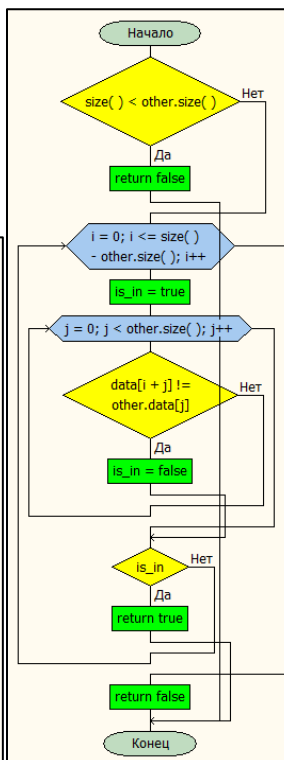 Начало
size( ) < other.size( )
Нет
Да
return false
i = 0; i <= size( )
- other.size( ); i++
is_in = true
j = 0; j < other.size( ); j++
data[i + j] !=
other.data[j]
Нет
Да
is_in = false
is_in
Нет
Да
return true
return false
Конец